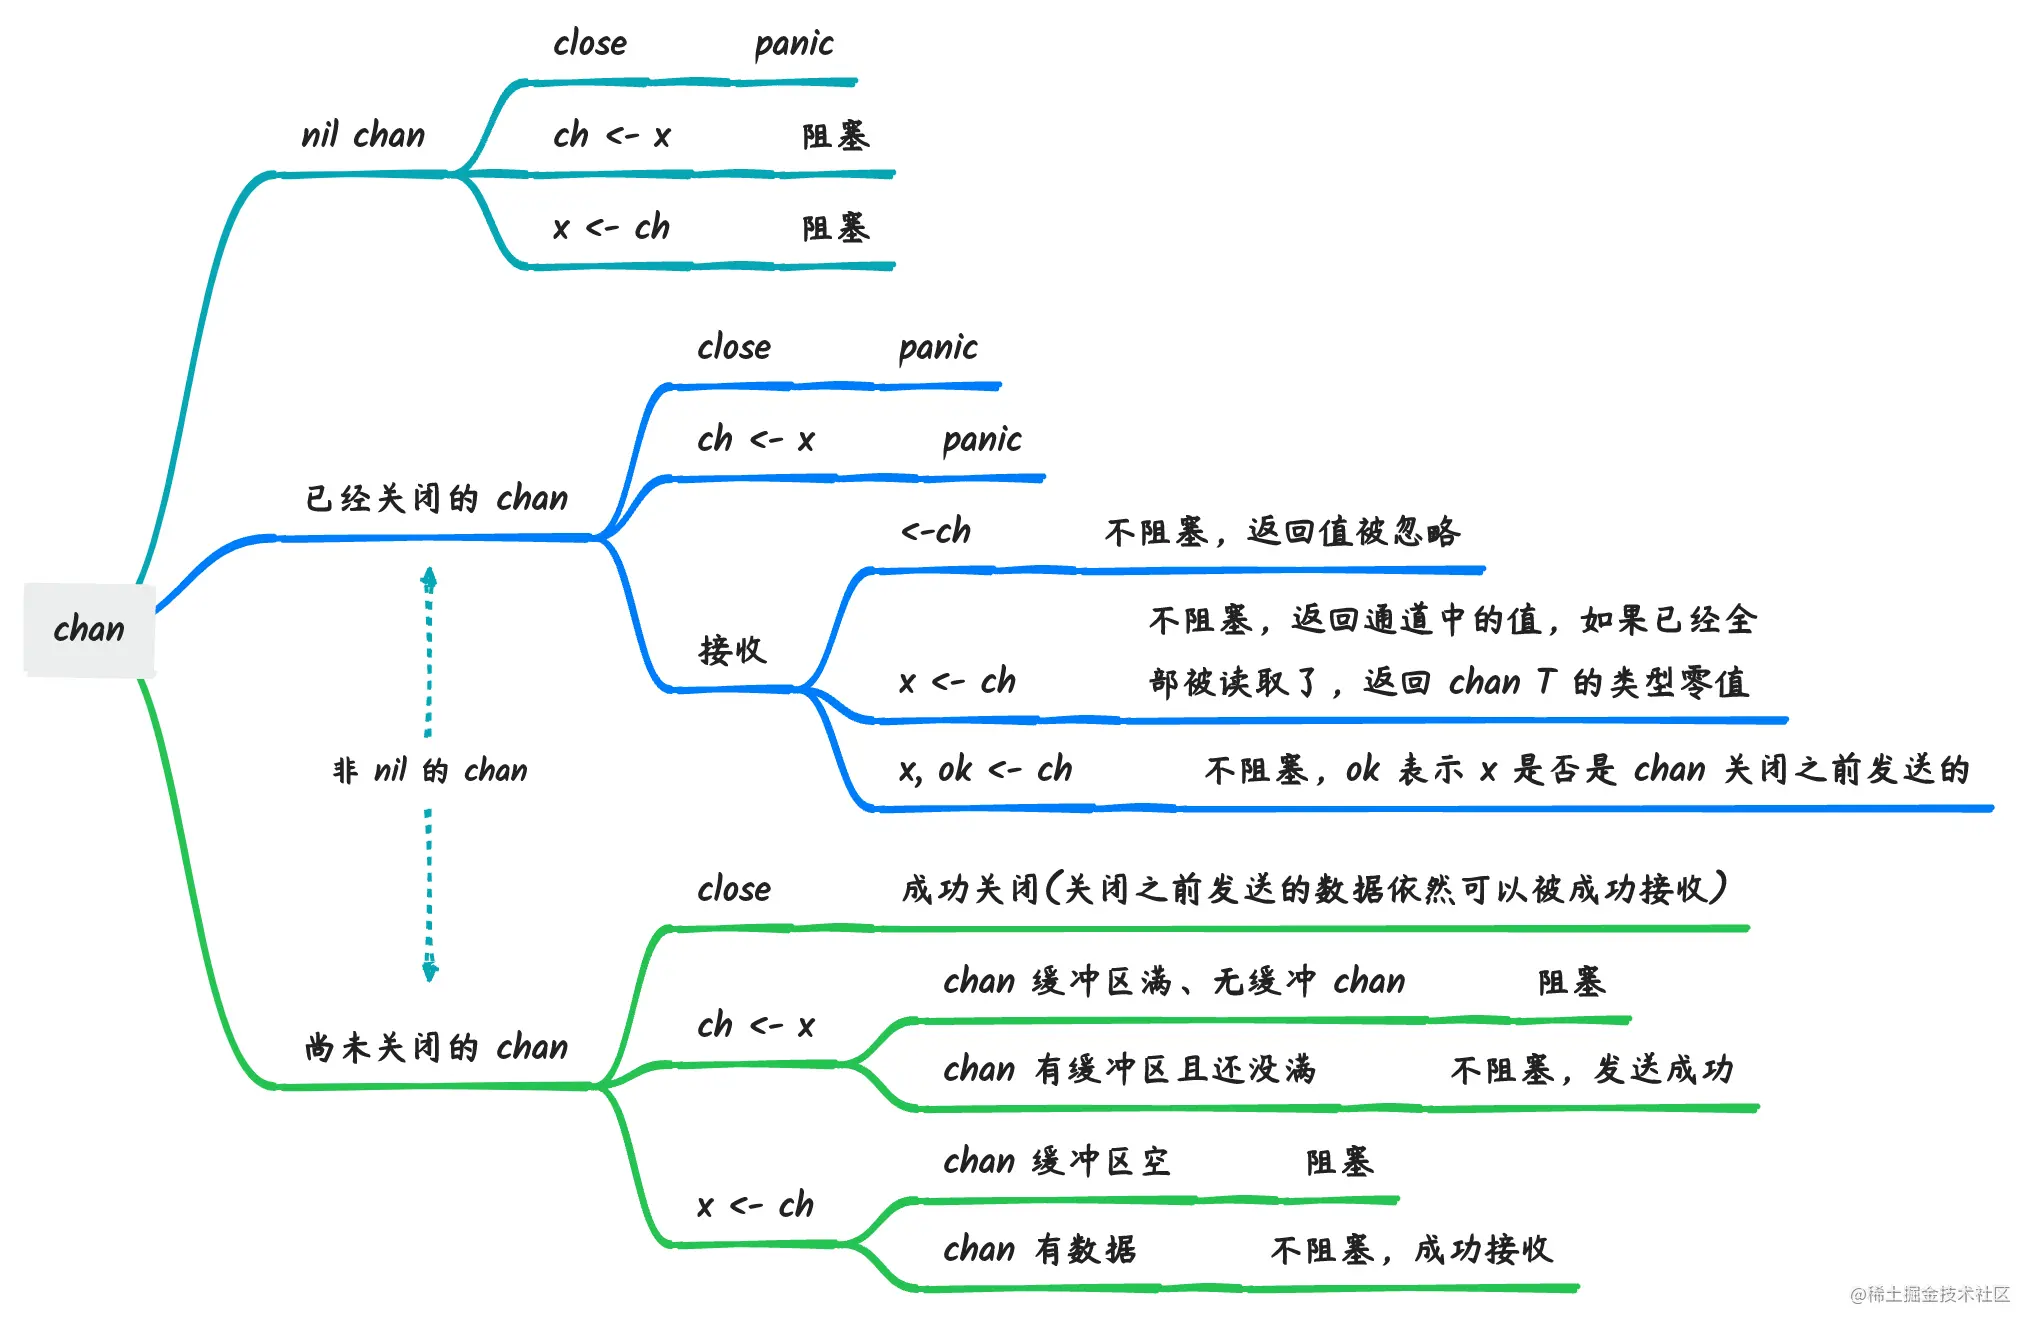 close panic
nil chan
ch <- x 阻塞
x <- ch 阻塞
close panic
ch <- x panic
已经关闭的 chan
<-ch 不阻塞，返回值被忽略
接收
不阻塞，返回通道中的值，如果已经全
x <- ch
部被读取了，返回 chan T 的类型零值
x, ok <- ch 不阻塞，ok 表示 x 是否是 chan 关闭之前发送的
chan
非 nil 的 chan
close 成功关闭(关闭之前发送的数据依然可以被成功接收)
尚未关闭的 chan
ch <- x
chan 缓冲区满、无缓冲 chan 阻塞
chan 有缓冲区且还没满 不阻塞，发送成功
x <- ch
chan 缓冲区空 阻塞
chan 有数据 不阻塞，成功接收
@稀土掘金技术社区